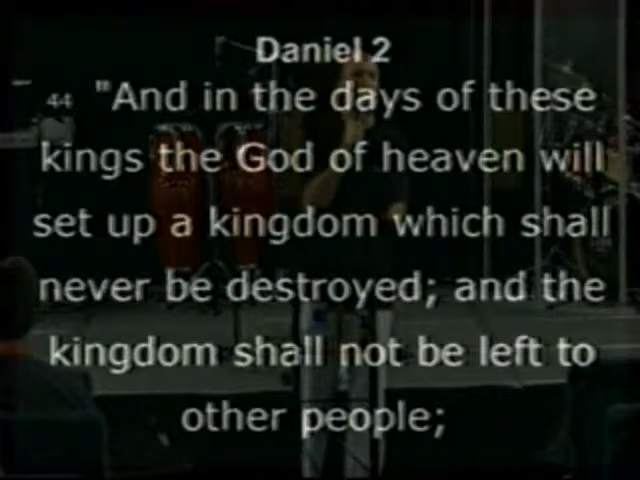 Daniel 2
44 "And in the days of these
kings the God of heaven will
set up a kingdom which shall
never be destroyed; and the
kingdom shall not be left to
other people;